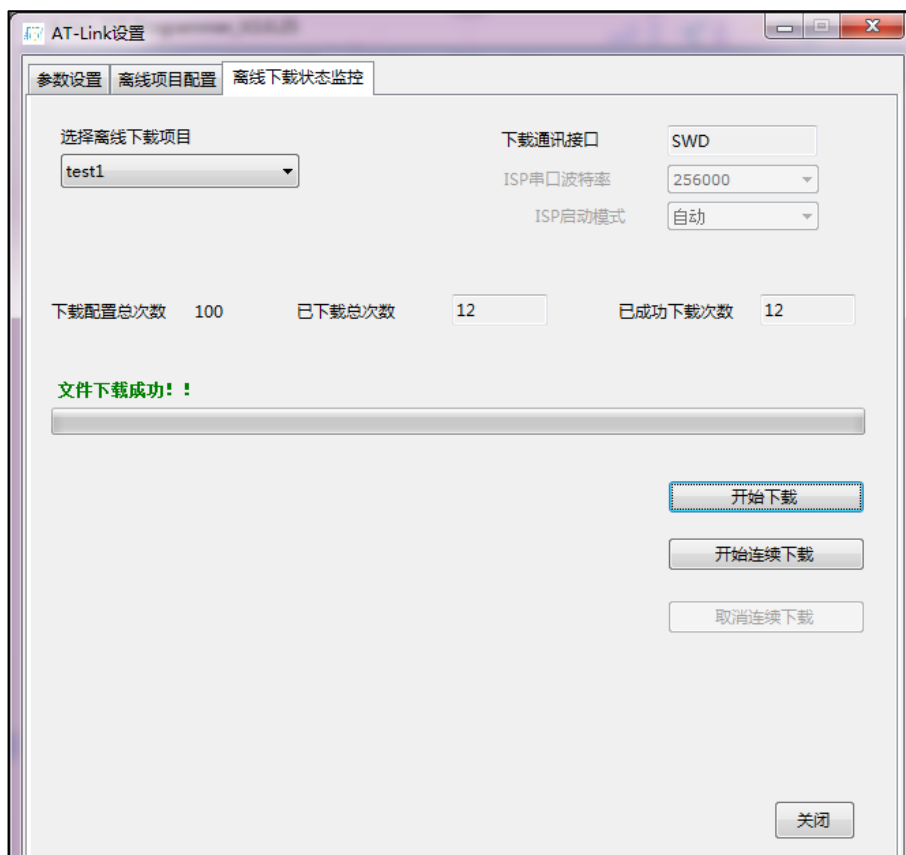 AT-Link设置
参数设置 离线项目配置 离线下载状态监控
选择离线下载项目
test1
下载通讯接口 SWD
ISP串口波特率 256000
ISP启动模式 自动
下载配置总次数 100 已下载总次数 12 已成功下载次数 12
文件下载成功！！
开始下载
开始连续下载
取消连续下载
关闭